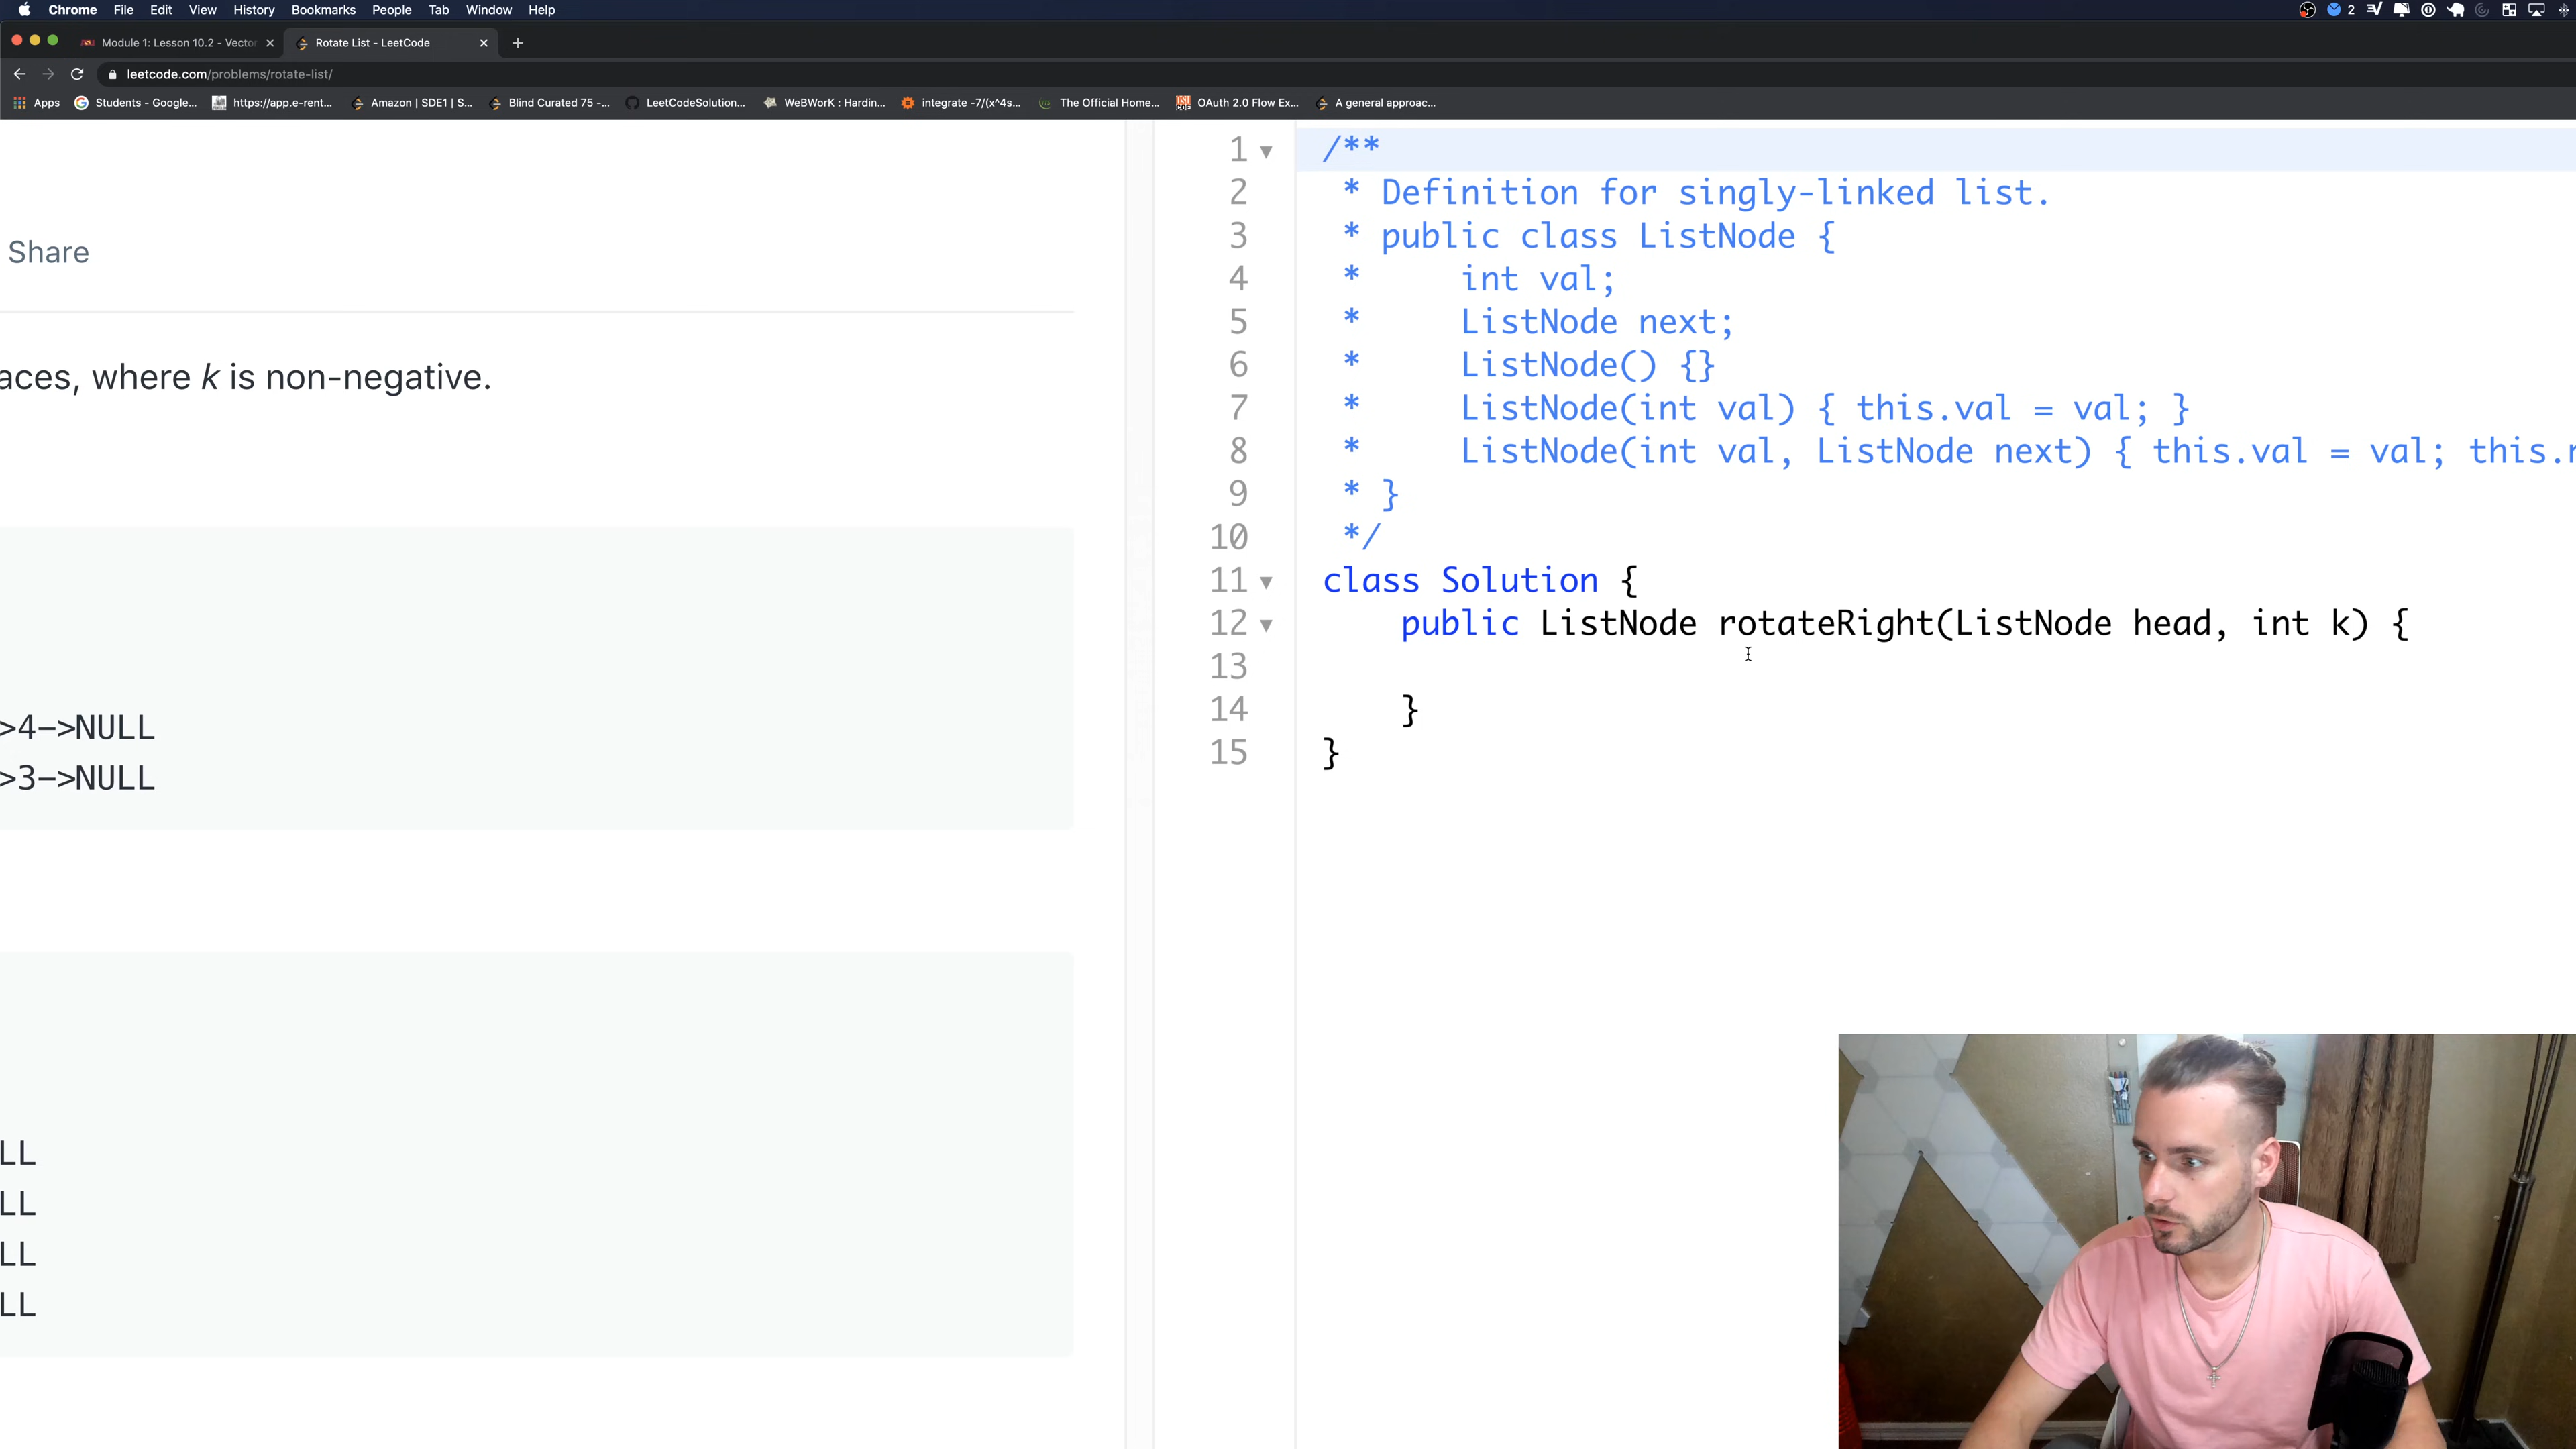 Chrome File Edit View History Bookmarks People Tab Window Help
2
Module 1: Lesson 10.2 - Vector
Rotate List - LeetCode
leetcode.com/problems/rotate-list/
Apps
Students - Google...
https://app.e-rent...
Amazon | SDE1 | S...
Blind Curated 75 -...
LeetCodeSolution...
WeBWorK : Hardin...
integrate -7/(x^4s...
The Official Home...
OAuth 2.0 Flow Ex...
A general approac...
Share
aces, where k is non-negative.
>4->NULL
>3->NULL
LL
LL
LL
LL
1 /**
2 * Definition for singly-linked list.
3 * public class ListNode {
4 *     int val;
5 *     ListNode next;
6 *     ListNode() {}
7 *     ListNode(int val) { this.val = val; }
8 *     ListNode(int val, ListNode next) { this.val = val; this.
9 * }
10 */
11 class Solution {
12     public ListNode rotateRight(ListNode head, int k) {
13
14     }
15 }